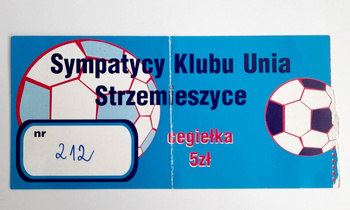 Sympatycy Klubu Unia
Strzemieszyce
nr
212
cegiełka
5zł